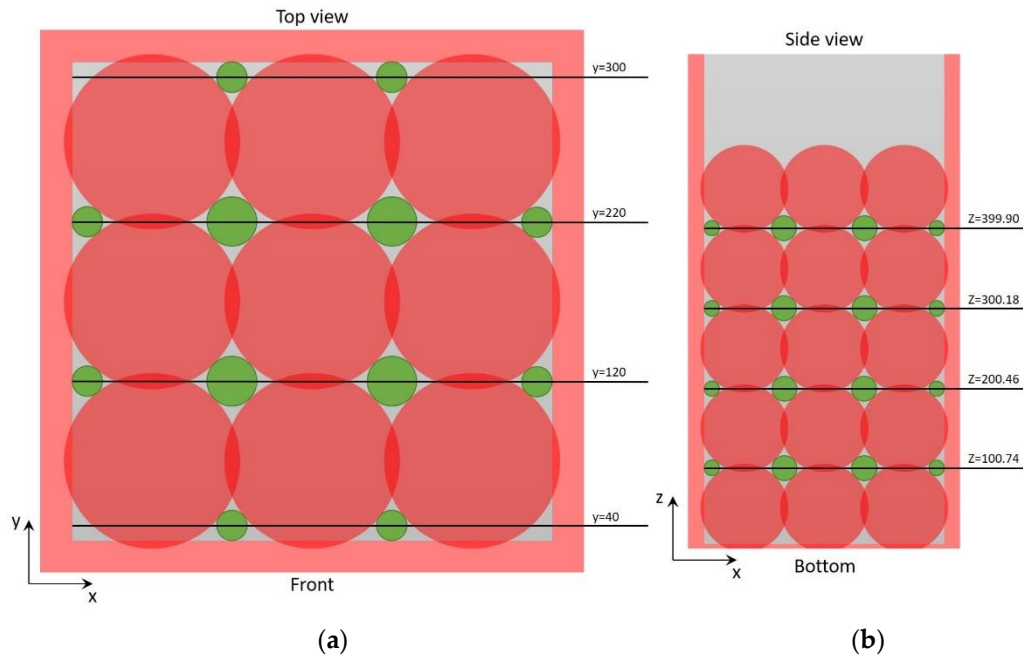 Top view
y=300
y=220
y=120
y=40
y
x
Front
(a)
Side view
Z=399.90
Z=300.18
Z=200.46
Z=100.74
z
x
Bottom
(b)